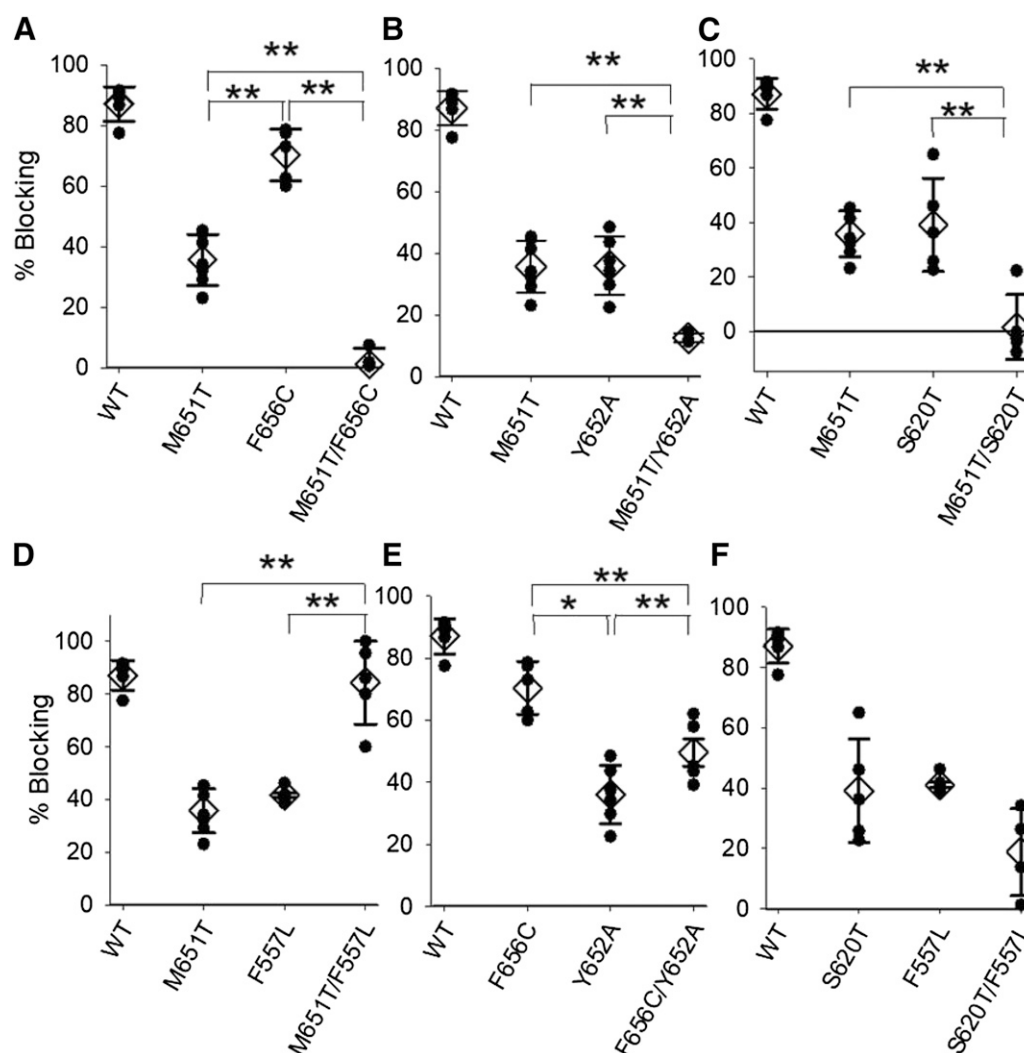 A
% Blocking
100
80
60
40
20
0
**
**
**
WT
M651T
F656C
M651T/F656C
B
100
80
60
40
20
0
**
**
WT
M651T
Y652A
M651T/Y652A
C
100
80
60
40
20
0
**
**
WT
M651T
S620T
M651T/S620T
D
% Blocking
100
80
60
40
20
0
**
**
WT
M651T
F557L
M651T/F557L
E
100
80
60
40
20
0
**
*
**
WT
F656C
Y652A
F656C/Y652A
F
100
80
60
40
20
0
WT
S620T
F557L
S620T/F557L